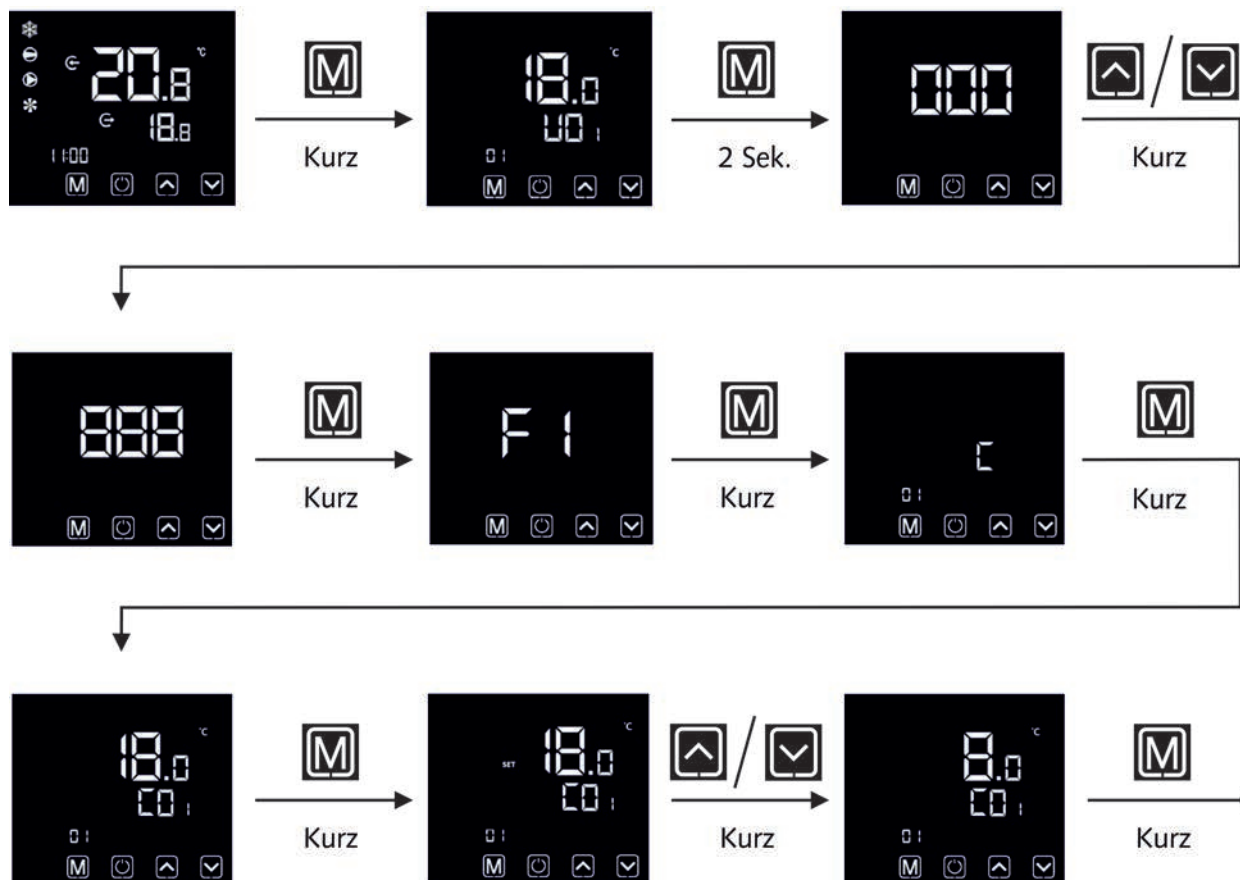 20.8 °C
18.8
11:00
M
M
Kurz
18.0 °C
U01
01
M
M
2 Sek.
000
M
Kurz
888
M
M
Kurz
F1
M
M
Kurz
C
01
M
M
Kurz
18.0 °C
C01
01
M
M
Kurz
SET 18.0 °C
C01
01
M
Kurz
8.0 °C
C01
01
M
M
Kurz